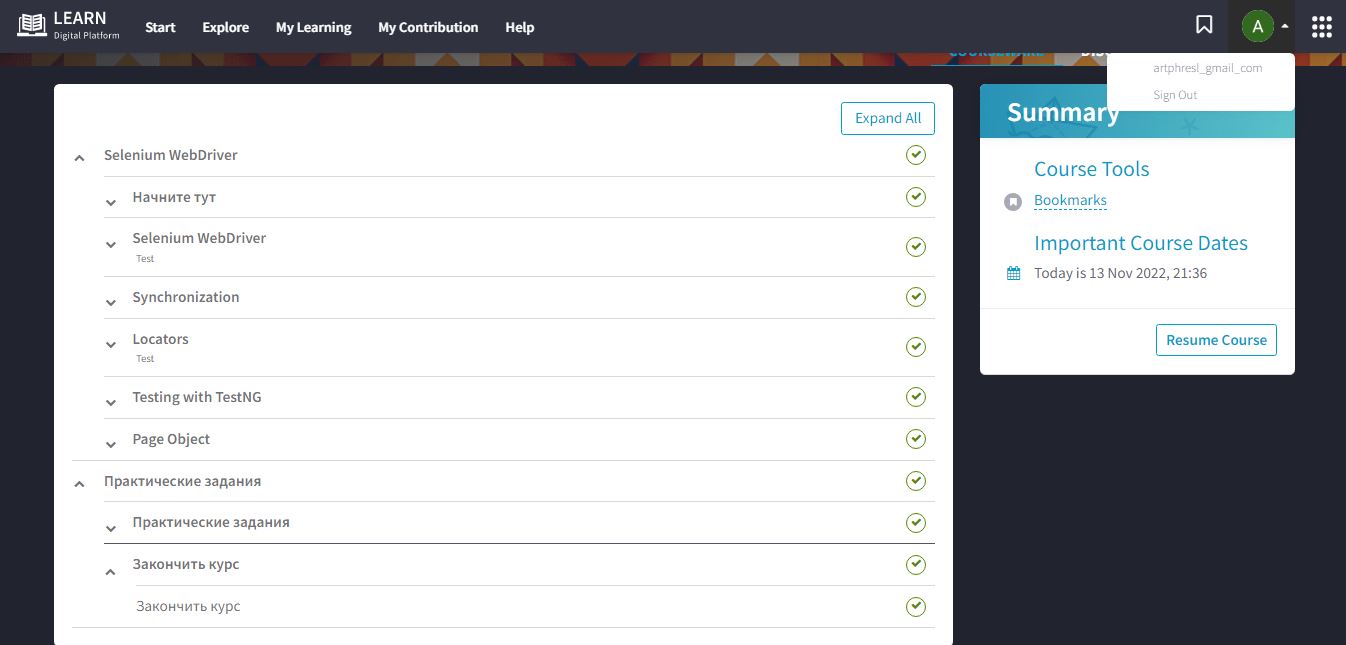 LEARN
Digital Platform
Start
Explore
My Learning
My Contribution
Help
A
artphresl_gmail_com
Sign Out
COURSEWARE
Expand All
Selenium WebDriver
Начните тут
Selenium WebDriver
Test
Synchronization
Locators
Test
Testing with TestNG
Page Object
Практические задания
Практические задания
Закончить курс
Закончить курс
Summary
Course Tools
Bookmarks
Important Course Dates
Today is 13 Nov 2022, 21:36
Resume Course